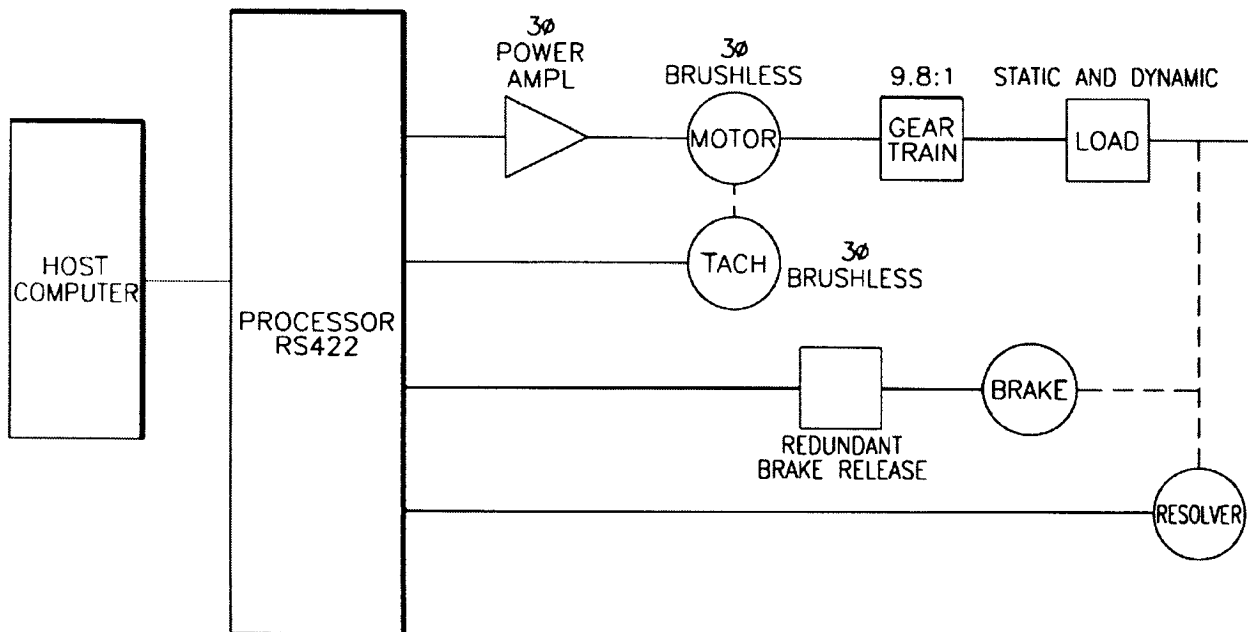 3ø
POWER
AMPL
3ø
BRUSHLESS
MOTOR
9.8:1
GEAR
TRAIN
STATIC AND DYNAMIC
LOAD
TACH
3ø
BRUSHLESS
HOST
COMPUTER
PROCESSOR
RS422
REDUNDANT
BRAKE RELEASE
BRAKE
RESOLVER